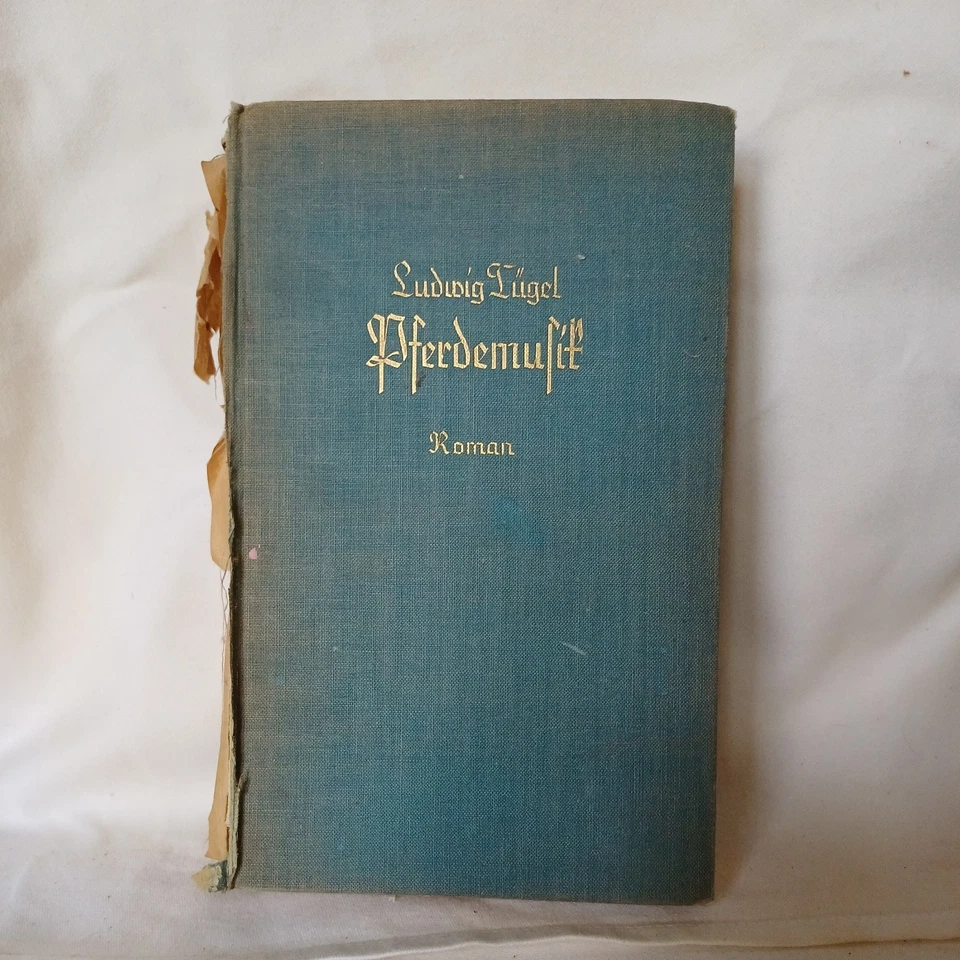 Ludwig Tügel
Pferdemusik
Roman